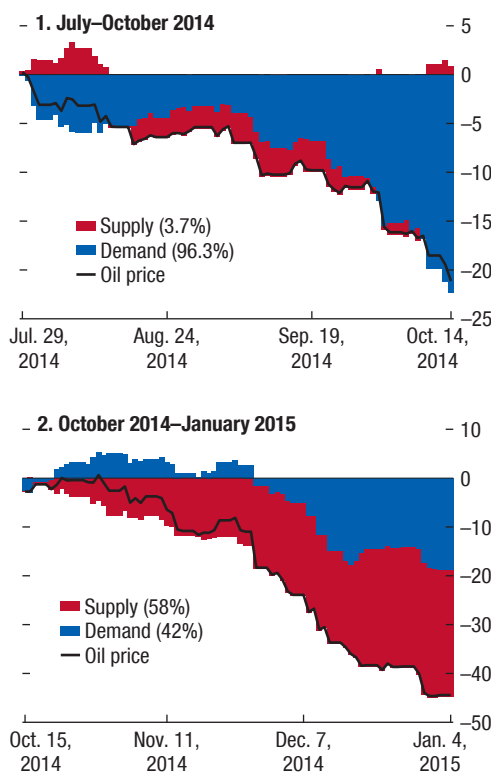 1. July–October 2014
5
0
−5
−10
−15
−20
−25
Supply (3.7%)
Demand (96.3%)
Oil price
Jul. 29, Aug. 24, Sep. 19, Oct. 14,
2014 2014 2014 2014
2. October 2014–January 2015
10
0
−10
−20
−30
−40
−50
Supply (58%)
Demand (42%)
Oil price
Oct. 15, Nov. 11, Dec. 7, Jan. 4,
2014 2014 2014 2015